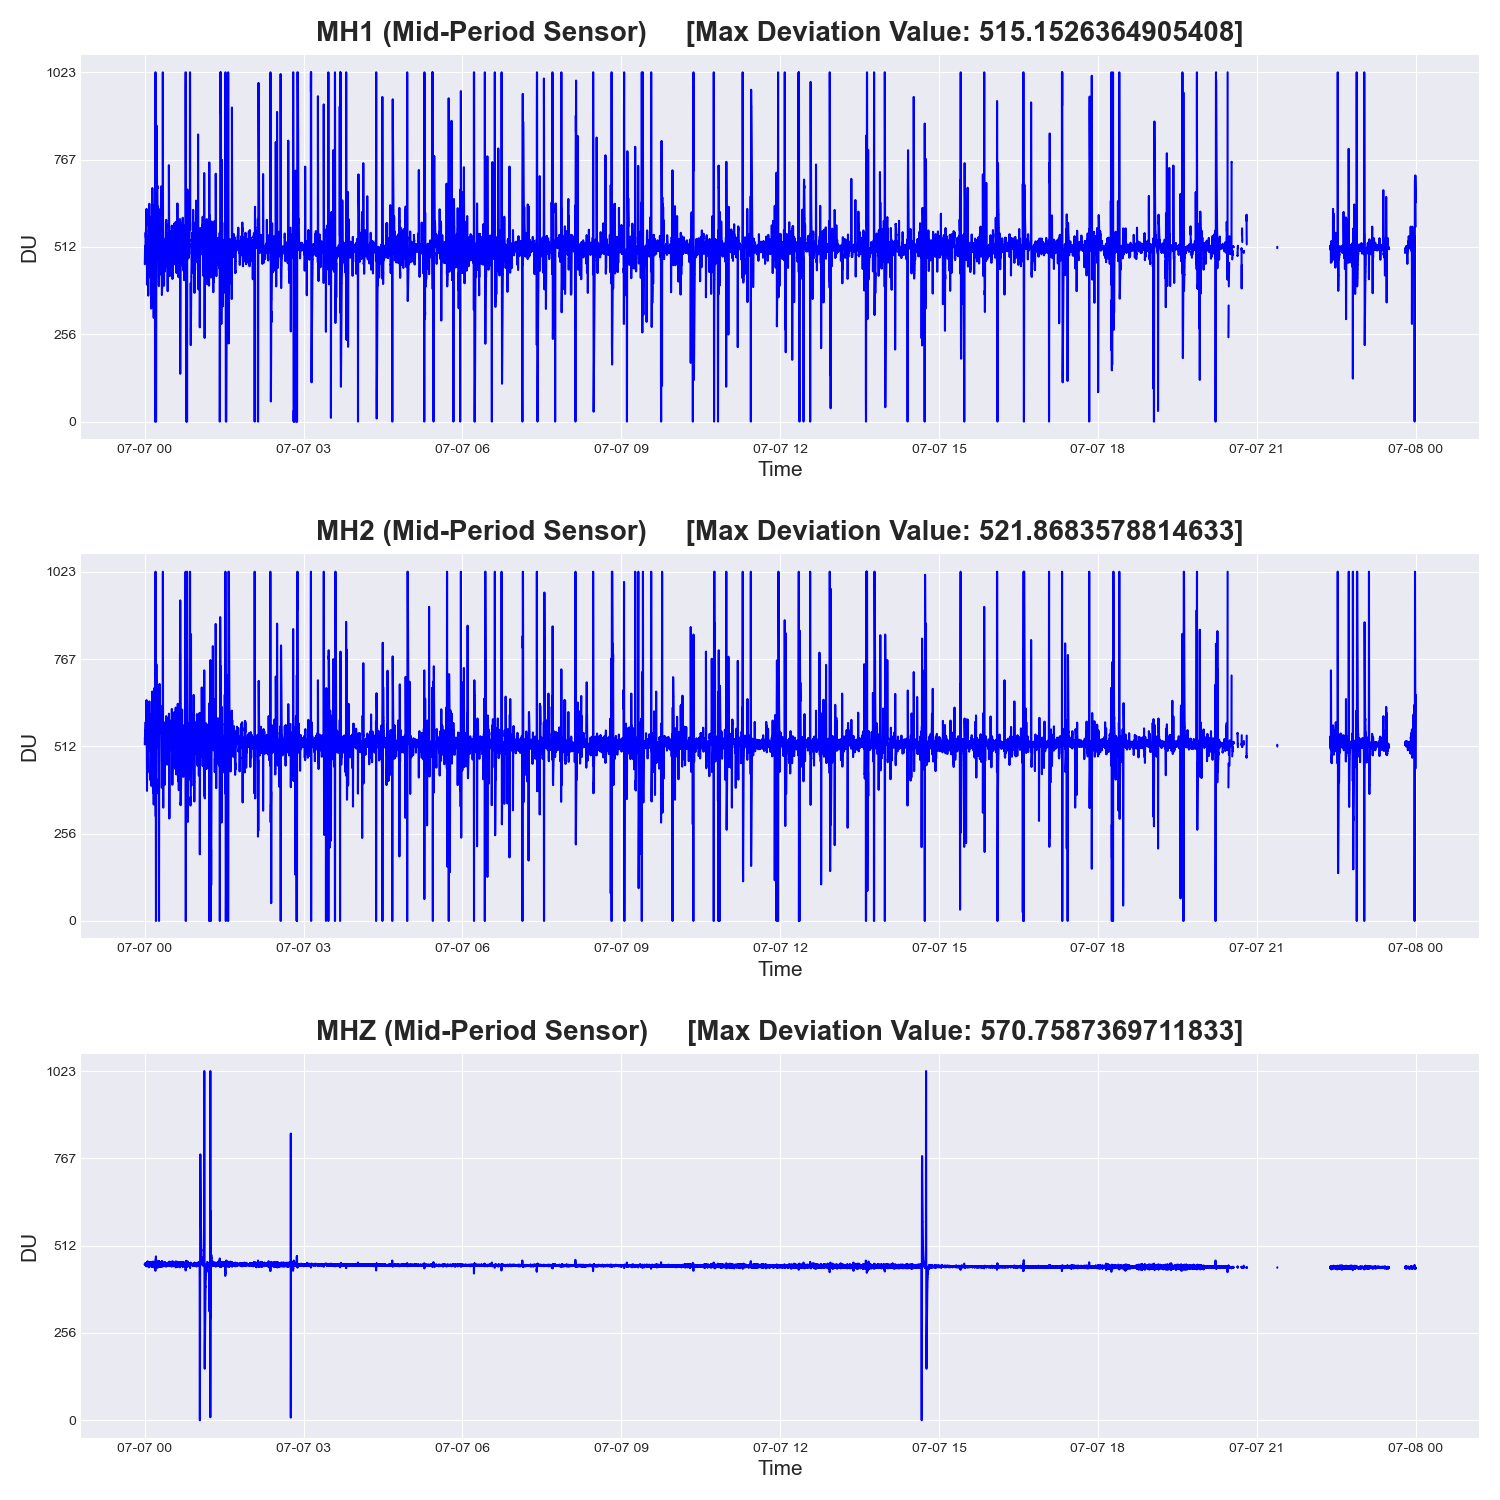 MH1 (Mid-Period Sensor) [Max Deviation Value: 515.1526364905408]
1023
767
512
256
0
DU
07-07 00 07-07 03 07-07 06 07-07 09 07-07 12 07-07 15 07-07 18 07-07 21 07-08 00
Time
MH2 (Mid-Period Sensor) [Max Deviation Value: 521.8683578814633]
1023
767
512
256
0
DU
07-07 00 07-07 03 07-07 06 07-07 09 07-07 12 07-07 15 07-07 18 07-07 21 07-08 00
Time
MHZ (Mid-Period Sensor) [Max Deviation Value: 570.7587369711833]
1023
767
512
256
0
DU
07-07 00 07-07 03 07-07 06 07-07 09 07-07 12 07-07 15 07-07 18 07-07 21 07-08 00
Time